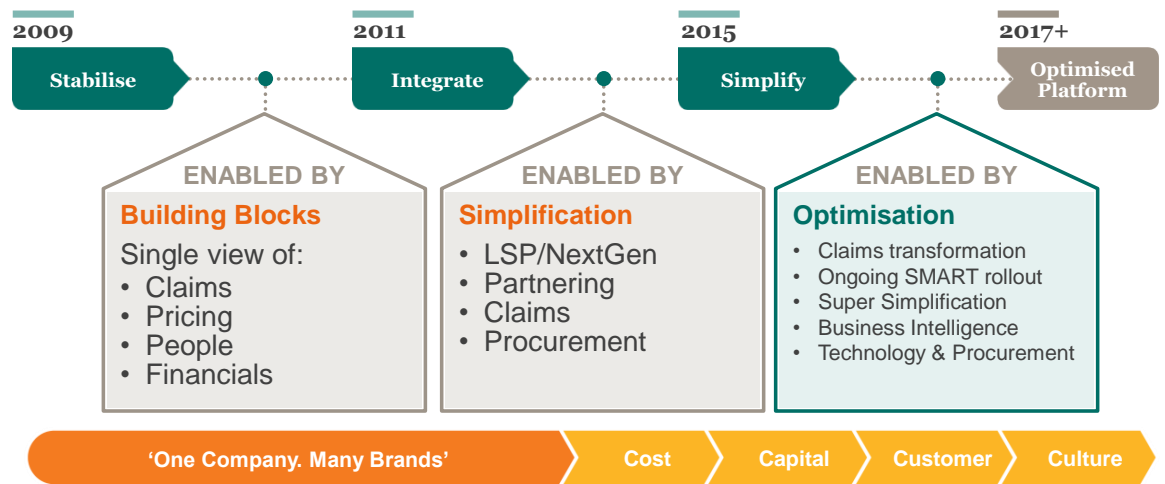 2009
2011
2015
2017+
Stabilise
Integrate
Simplify
Optimised
Platform
ENABLED BY
Building Blocks
Single view of:
• Claims
• Pricing
• People
• Financials
ENABLED BY
Simplification
• LSP/NextGen
• Partnering
• Claims
• Procurement
ENABLED BY
Optimisation
• Claims transformation
• Ongoing SMART rollout
• Super Simplification
• Business Intelligence
• Technology & Procurement
‘One Company. Many Brands’
Cost
Capital
Customer
Culture